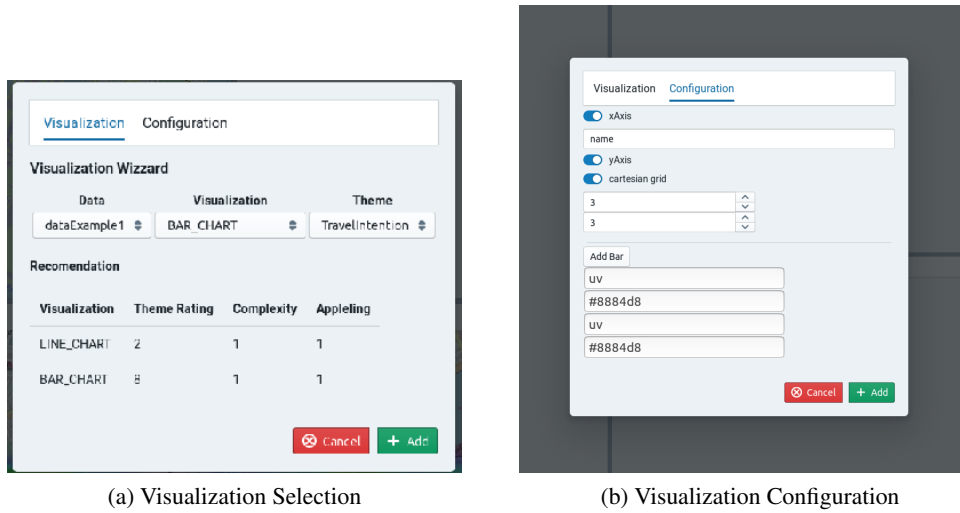 Visualization Configuration
Visualization Wizzard
Data Visualization Theme
dataExample1 BAR_CHART TravelIntention
Recomendation
Visualization Theme Rating Complexity Appleling
LINE_CHART 2 1 1
BAR_CHART 8 1 1
Cancel + Add
(a) Visualization Selection
Visualization Configuration
xAxis
name
yAxis
cartesian grid
3
3
Add Bar
uv
#8884d8
uv
#8884d8
Cancel + Add
(b) Visualization Configuration